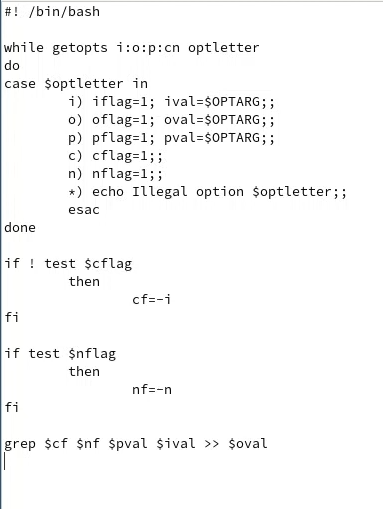 #! /bin/bash
while getopts i:o:p:cn optletter
do
case $optletter in
i) iflag=1; ival=$OPTARG;;
o) oflag=1; oval=$OPTARG;;
p) pflag=1; pval=$OPTARG;;
c) cflag=1;;
n) nflag=1;;
*) echo Illegal option $optletter;;
esac
done
if ! test $cflag
then
cf=-i
fi
if test $nflag
then
nf=-n
fi
grep $cf $nf $pval $ival >> $oval